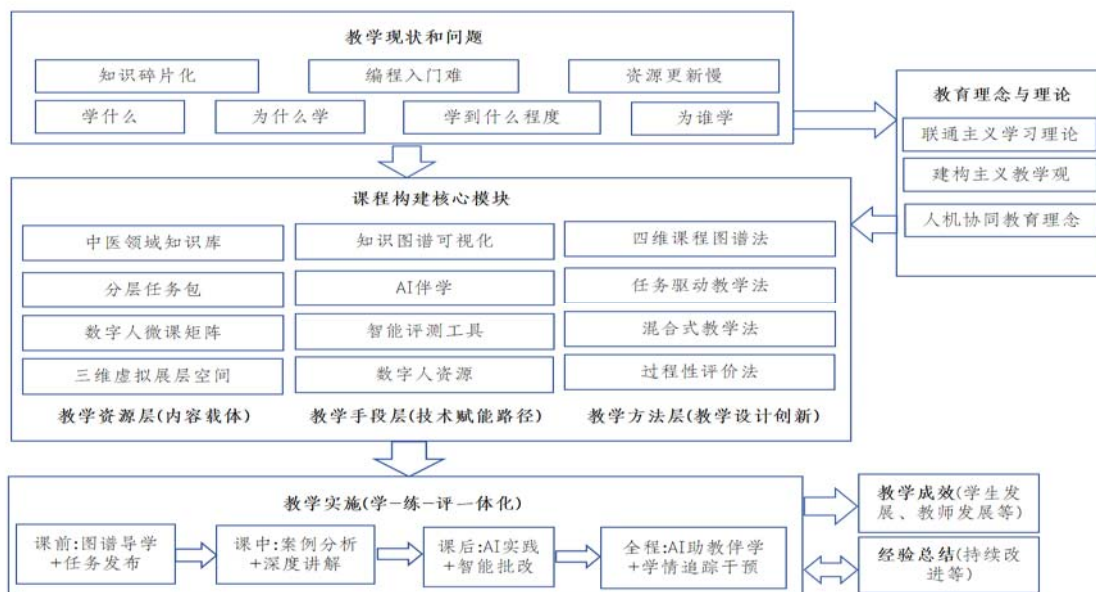 教学现状和问题
知识碎片化
编程入门难
资源更新慢
学什么
为什么学
学到什么程度
为谁学
教育理念与理论
联通主义学习理论
建构主义教学观
人机协同教育理念
课程构建核心模块
中医领域知识库
知识图谱可视化
四维课程图谱法
分层任务包
AI伴学
任务驱动教学法
数字人微课矩阵
智能评测工具
混合式教学法
三维虚拟展层空间
数字人资源
过程性评价法
教学资源层(内容载体)
教学手段层(技术赋能路径)
教学方法层(教学设计创新)
教学实施(学-练-评一体化)
课前:图谱导学
+任务发布
课中:案例分析
+深度讲解
课后:AI实践
+智能批改
全程:AI助教伴学
+学情追踪干预
教学成效(学生发
展、教师发展等)
经验总结(持续改
进等)